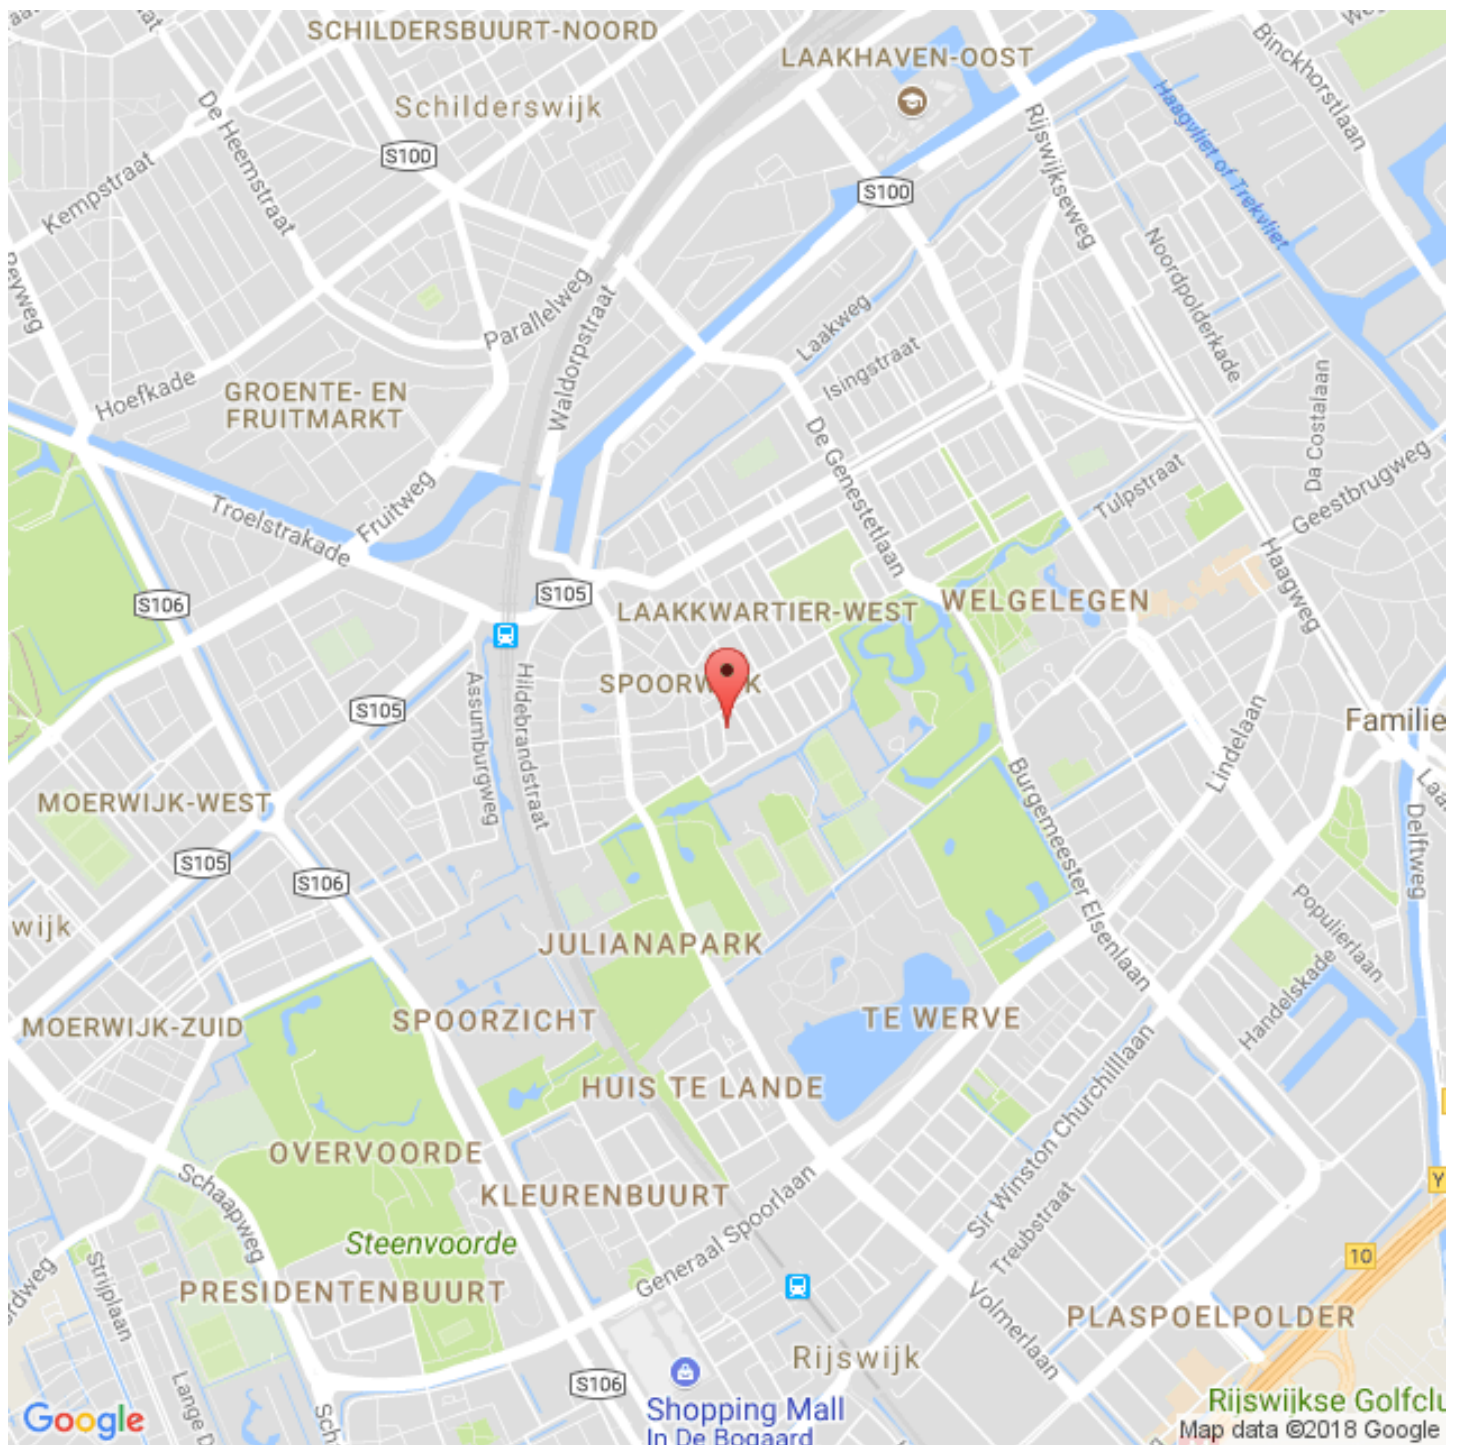 SCHILDERSBUURT-NOORD
LAAKHAVEN-OOST
Binckhorstlaan
Schilderswijk
De Heemstraat
Haagvliet of Trekvliet
Rijswijkseweg
S100
S100
Kempstraat
Noordpolderkade
Parallelweg
Waldorpstraat
Laakweg
Isingstraat
Hoefkade
GROENTE- EN
FRUITMARKT
Da Costalaan
De Genestetlaan
Geestbrugweg
Tulpstraat
Fruitweg
Troelstrakade
Haagweg
S106
S105
LAAKKWARTIER-WEST
WELGELEGEN
SPOORWIJK
S105
Assumburgweg
Hildebrandstraat
Familie
Lindelaan
MOERWIJK-WEST
Burgemeester Elsenlaan
Delftweg
S105
S106
wijk
Populierlaan
JULIANAPARK
Handelskade
MOERWIJK-ZUID
SPOORZICHT
TE WERVE
HUIS TE LANDE
Sir Winston Churchilllaan
OVERVOORDE
Schaapweg
KLEURENBUURT
Treubstraat
Generaal Spoorlaan
Steenvoorde
10
Strijplaan
PRESIDENTENBUURT
Volmerlaan
PLASPOELPOLDER
Rijswijk
S106
Lange D
Shopping Mall
In De Bogaard
Rijswijkse Golfclu
Google
Map data ©2018 Google